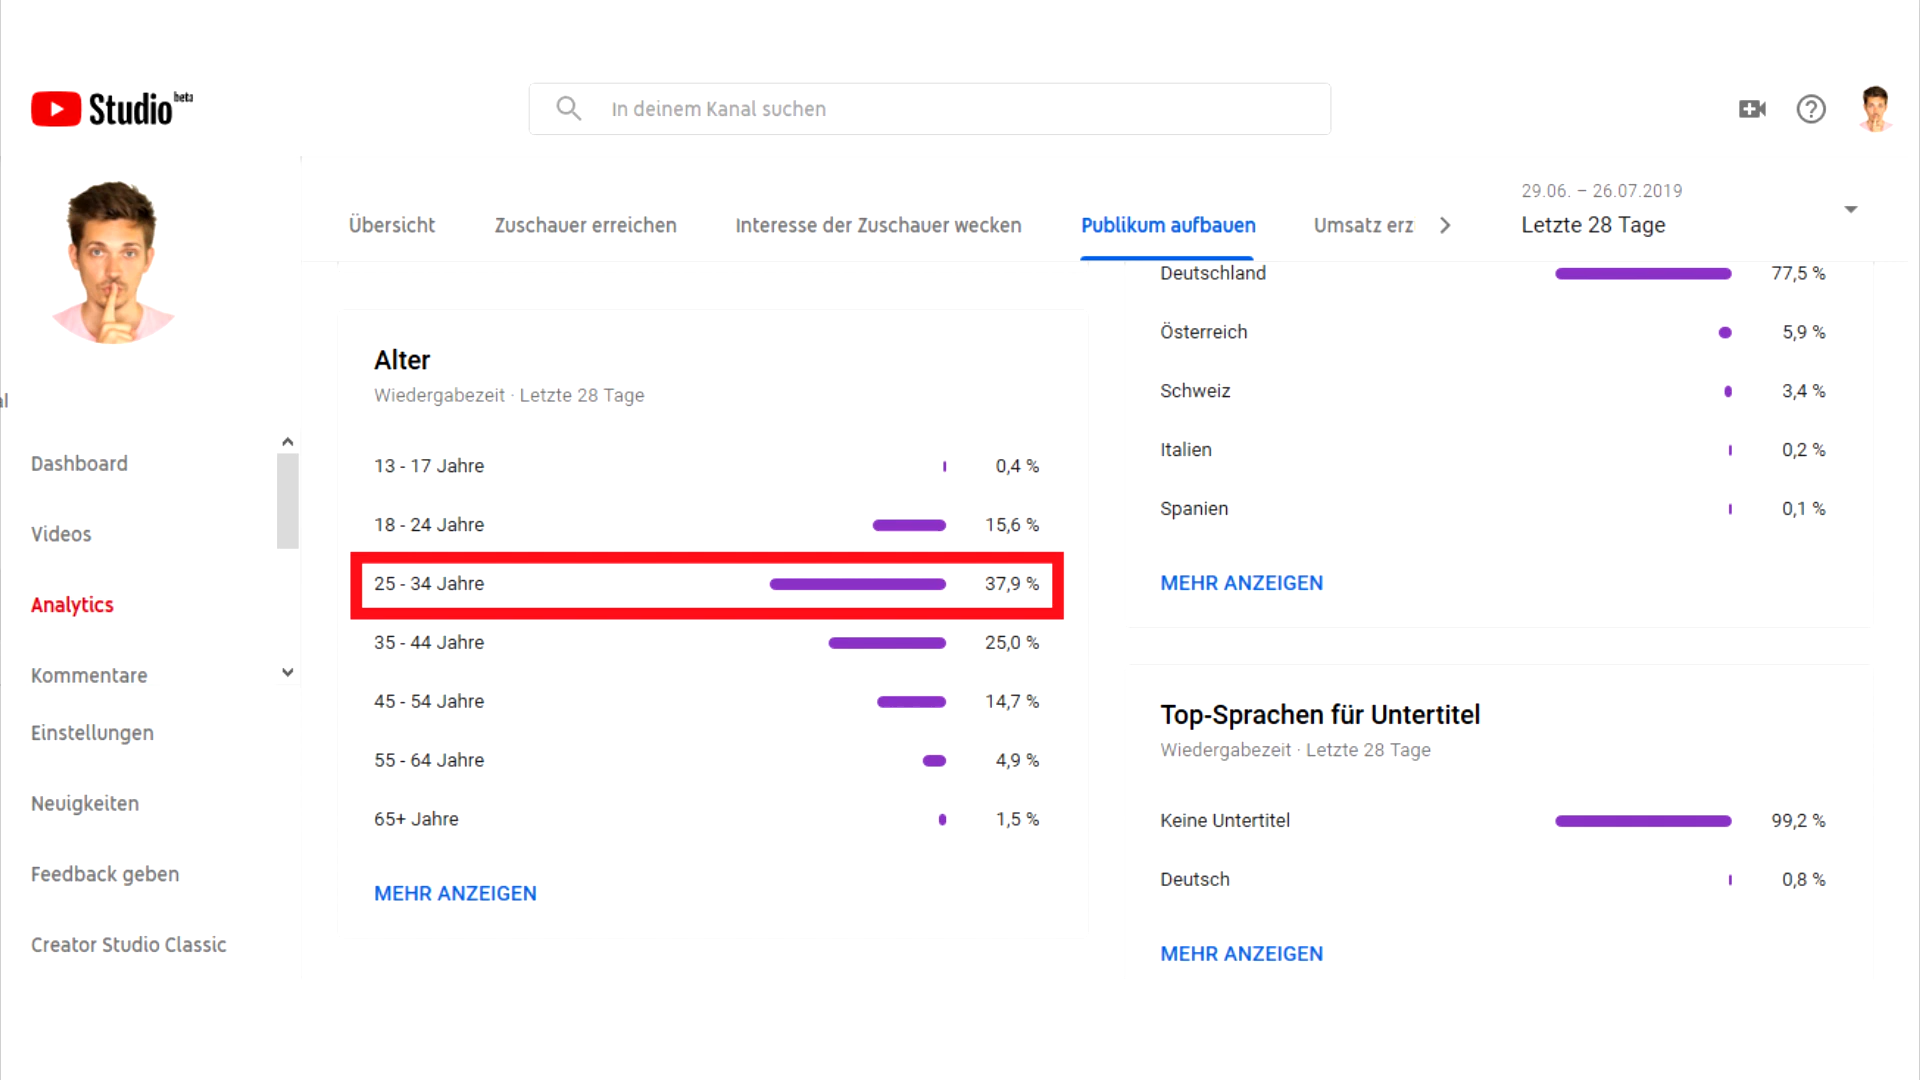 Studio beta
In deinem Kanal suchen
29.06. – 26.07.2019
Letzte 28 Tage
Übersicht
Zuschauer erreichen
Interesse der Zuschauer wecken
Publikum aufbauen
Umsatz erz
al
Dashboard
Videos
Analytics
Kommentare
Einstellungen
Neuigkeiten
Feedback geben
Creator Studio Classic
Alter
Wiedergabezeit · Letzte 28 Tage
13 - 17 Jahre 0,4 %
18 - 24 Jahre 15,6 %
25 - 34 Jahre 37,9 %
35 - 44 Jahre 25,0 %
45 - 54 Jahre 14,7 %
55 - 64 Jahre 4,9 %
65+ Jahre 1,5 %
MEHR ANZEIGEN
Deutschland 77,5 %
Österreich 5,9 %
Schweiz 3,4 %
Italien 0,2 %
Spanien 0,1 %
MEHR ANZEIGEN
Top-Sprachen für Untertitel
Wiedergabezeit · Letzte 28 Tage
Keine Untertitel 99,2 %
Deutsch 0,8 %
MEHR ANZEIGEN